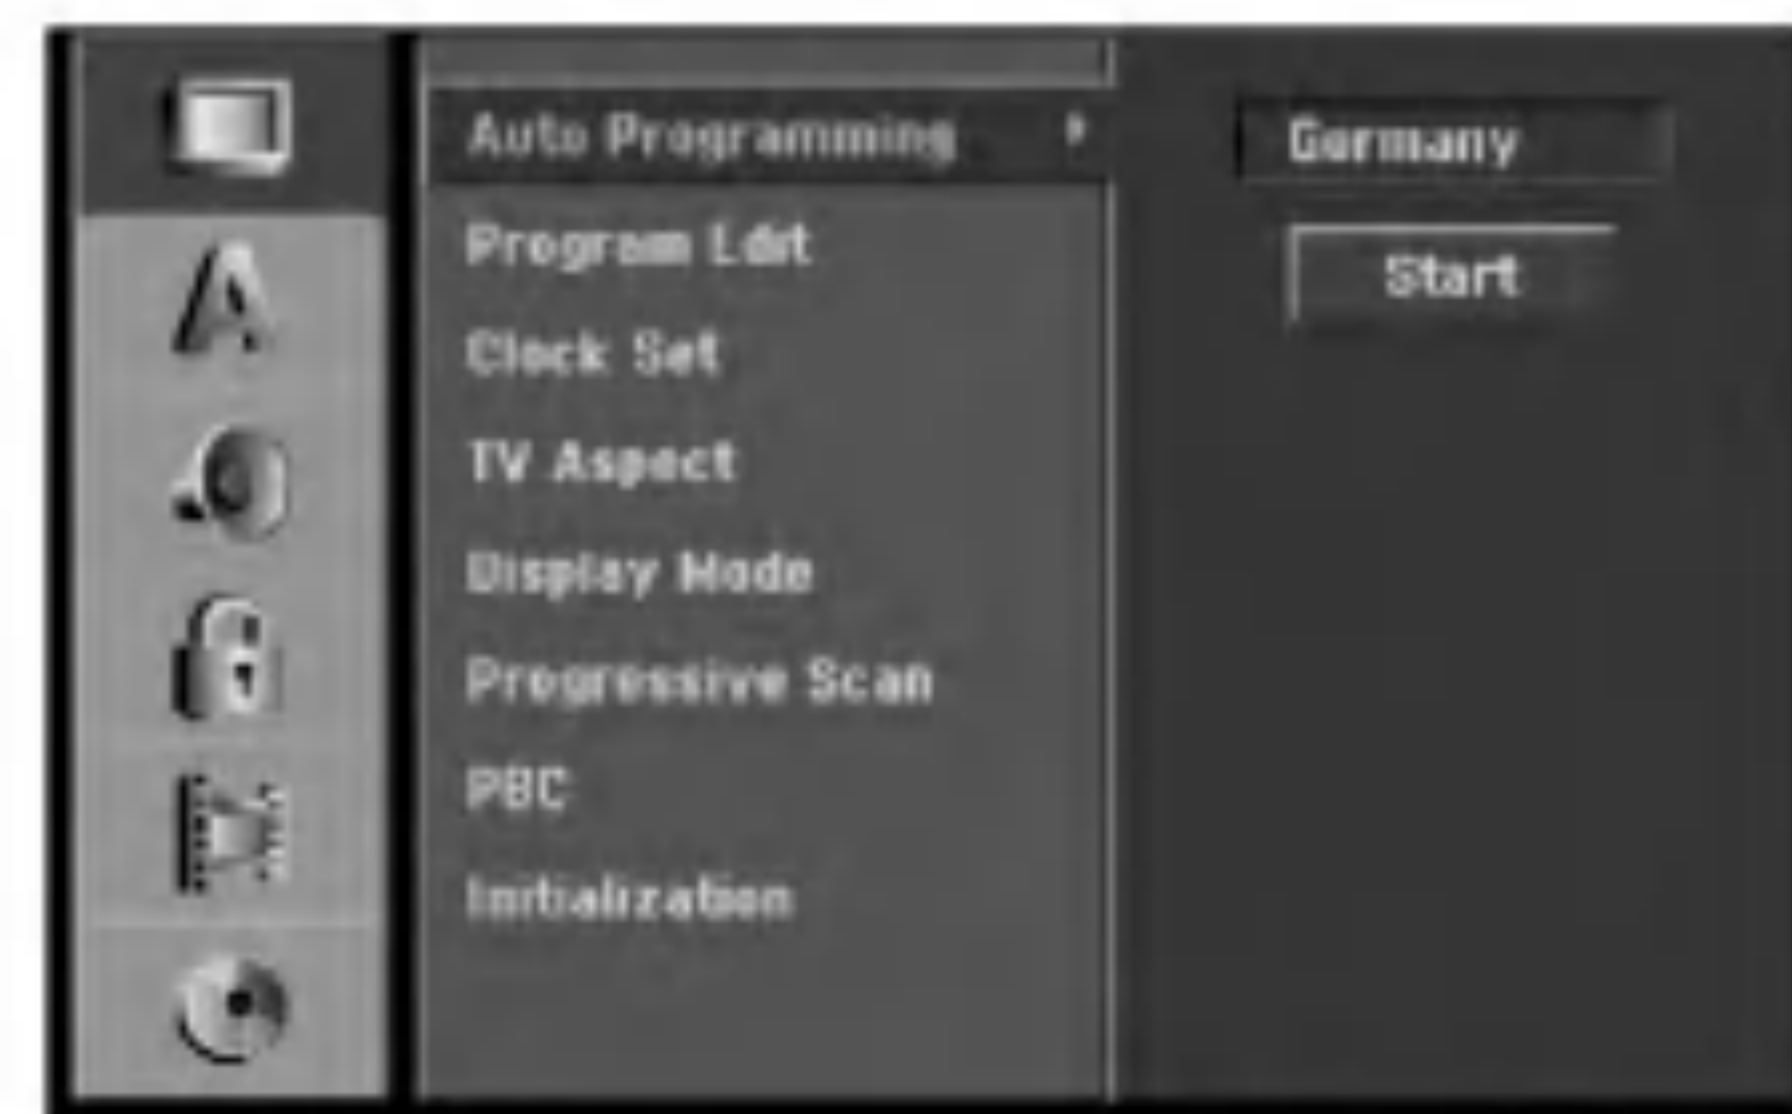 Auto Programming
Program Edit
Clock Set
TV Aspect
Display Mode
Progressive Scan
PBC
Initialization
Germany
Start